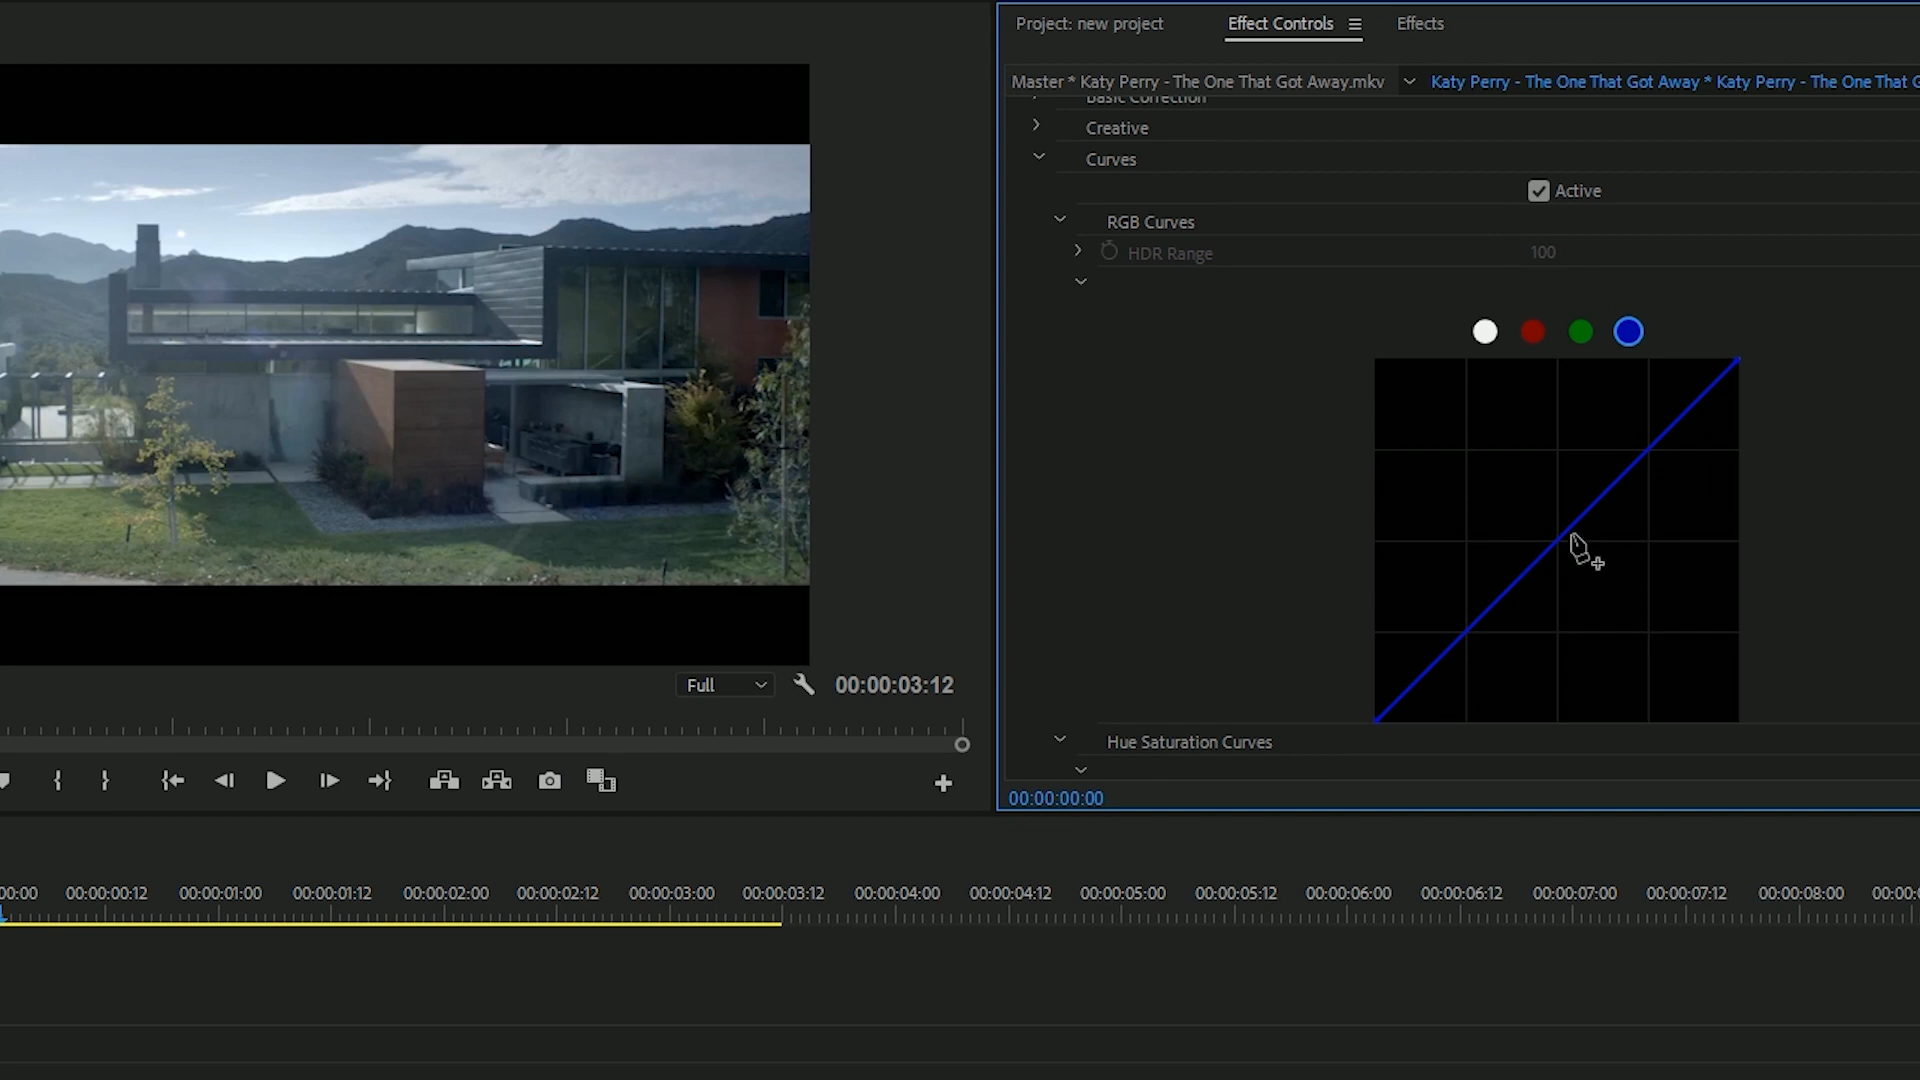 Project: new project
Effect Controls
Effects
Master * Katy Perry - The One That Got Away.mkv
Katy Perry - The One That Got Away * Katy Perry - The One That G
Basic Correction
Creative
Curves
Active
RGB Curves
HDR Range
100
Full
00:00:03:12
Hue Saturation Curves
00:00:00:00
00:00 00:00:00:12 00:00:01:00 00:00:01:12 00:00:02:00 00:00:02:12 00:00:03:00 00:00:03:12 00:00:04:00 00:00:04:12 00:00:05:00 00:00:05:12 00:00:06:00 00:00:06:12 00:00:07:00 00:00:07:12 00:00:08:00 00:00: